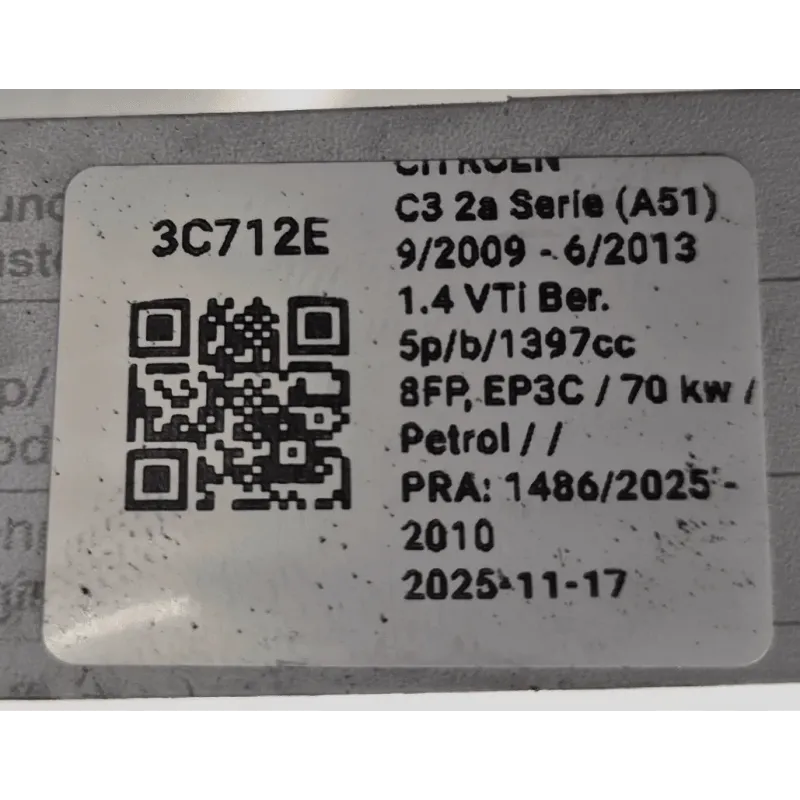 3C712E
CITROEN
C3 2a Serie (A51)
9/2009 - 6/2013
1.4 VTi Ber.
5p/b/1397cc
8FP, EP3C / 70 kw /
Petrol / /
PRA: 1486/2025 -
2010
2025-11-17